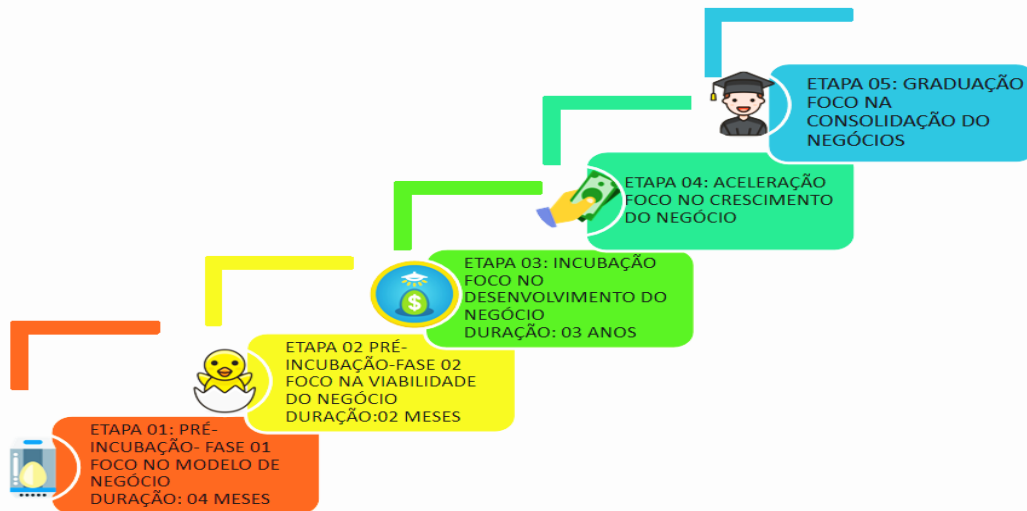 ETAPA 05: GRADUAÇÃO
FOCO NA
CONSOLIDAÇÃO DO
NEGÓCIOS
ETAPA 04: ACELERAÇÃO
FOCO NO CRESCIMENTO
DO NEGÓCIO
ETAPA 03: INCUBAÇÃO
FOCO NO
DESENVOLVIMENTO DO
NEGÓCIO
DURAÇÃO: 03 ANOS
$
ETAPA 02 PRÉ-
INCUBAÇÃO-FASE 02
FOCO NA VIABILIDADE
DO NEGÓCIO
DURAÇÃO:02 MESES
ETAPA 01: PRÉ-
INCUBAÇÃO- FASE 01
FOCO NO MODELO DE
NEGÓCIO
DURAÇÃO: 04 MESES